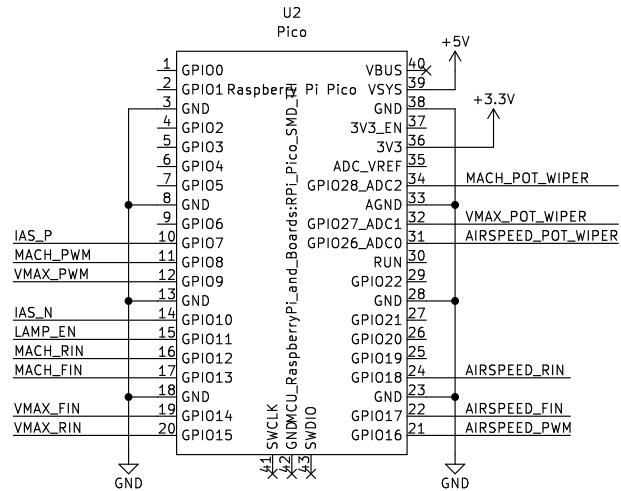 U2
Pico
+5V
+3.3V
1 GPIO0
2 GPIO1
3 GND
4 GPIO2
5 GPIO3
6 GPIO4
7 GPIO5
8 GND
9 GPIO6
IAS_P 10 GPIO7
MACH_PWM 11 GPIO8
VMAX_PWM 12 GPIO9
13 GND
IAS_N 14 GPIO10
LAMP_EN 15 GPIO11
MACH_RIN 16 GPIO12
MACH_FIN 17 GPIO13
18 GND
VMAX_FIN 19 GPIO14
VMAX_RIN 20 GPIO15
Raspberry Pi Pico
MCU_RaspberryPi_and_Boards:RPi_Pico_SMD_TH
VBUS 40
VSYS 39
GND 38
3V3_EN 37
3V3 36
ADC_VREF 35
GPIO28_ADC2 34 MACH_POT_WIPER
AGND 33
GPIO27_ADC1 32 VMAX_POT_WIPER
GPIO26_ADC0 31 AIRSPEED_POT_WIPER
RUN 30
GPIO22 29
GND 28
GPIO21 27
GPIO20 26
GPIO19 25
GPIO18 24 AIRSPEED_RIN
GND 23
GPIO17 22 AIRSPEED_FIN
GPIO16 21 AIRSPEED_PWM
SWCLK 41
GND 42
SWDIO 43
GND
GND